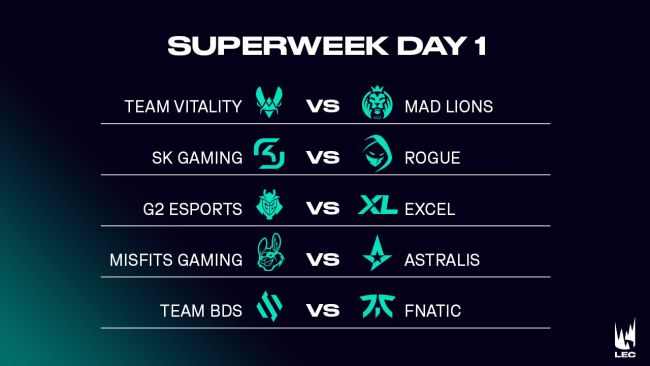 SUPERWEEK DAY 1
TEAM VITALITY VS MAD LIONS
SK GAMING VS ROGUE
G2 ESPORTS VS XL EXCEL
MISFITS GAMING VS ASTRALIS
TEAM BDS VS FNATIC
LEC